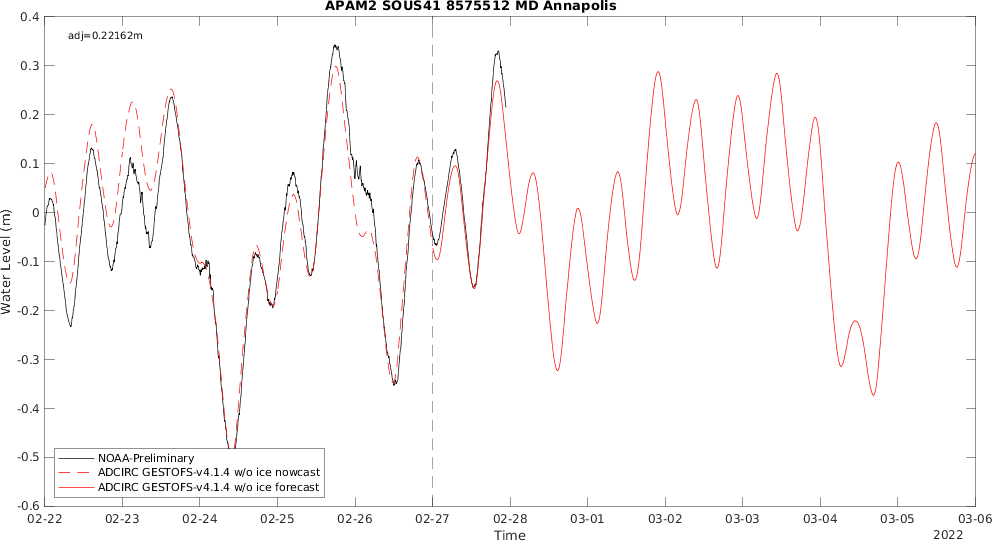 APAM2 SOUS41 8575512 MD Annapolis
0.4
adj=0.22162m
0.3
0.2
0.1
0
-0.1
-0.2
-0.3
-0.4
-0.5
-0.6
Water Level (m)
NOAA-Preliminary
ADCIRC GESTOFS-v4.1.4 w/o ice nowcast
ADCIRC GESTOFS-v4.1.4 w/o ice forecast
02-22 02-23 02-24 02-25 02-26 02-27 02-28 03-01 03-02 03-03 03-04 03-05 03-06
Time
2022